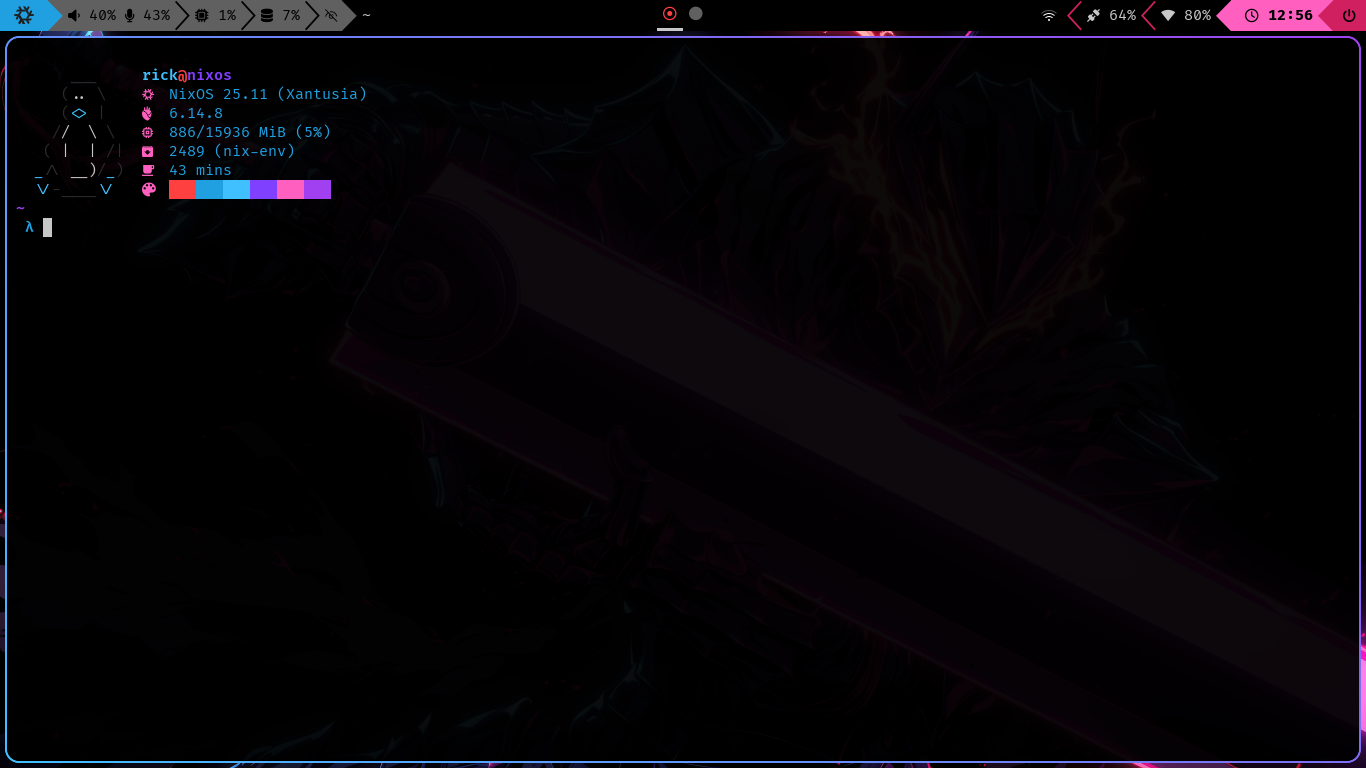 40% 43% 1% 7% ~ 64% 80% 12:56
rick@nixos
NixOS 25.11 (Xantusia)
6.14.8
886/15936 MiB (5%)
2489 (nix-env)
43 mins
~
λ